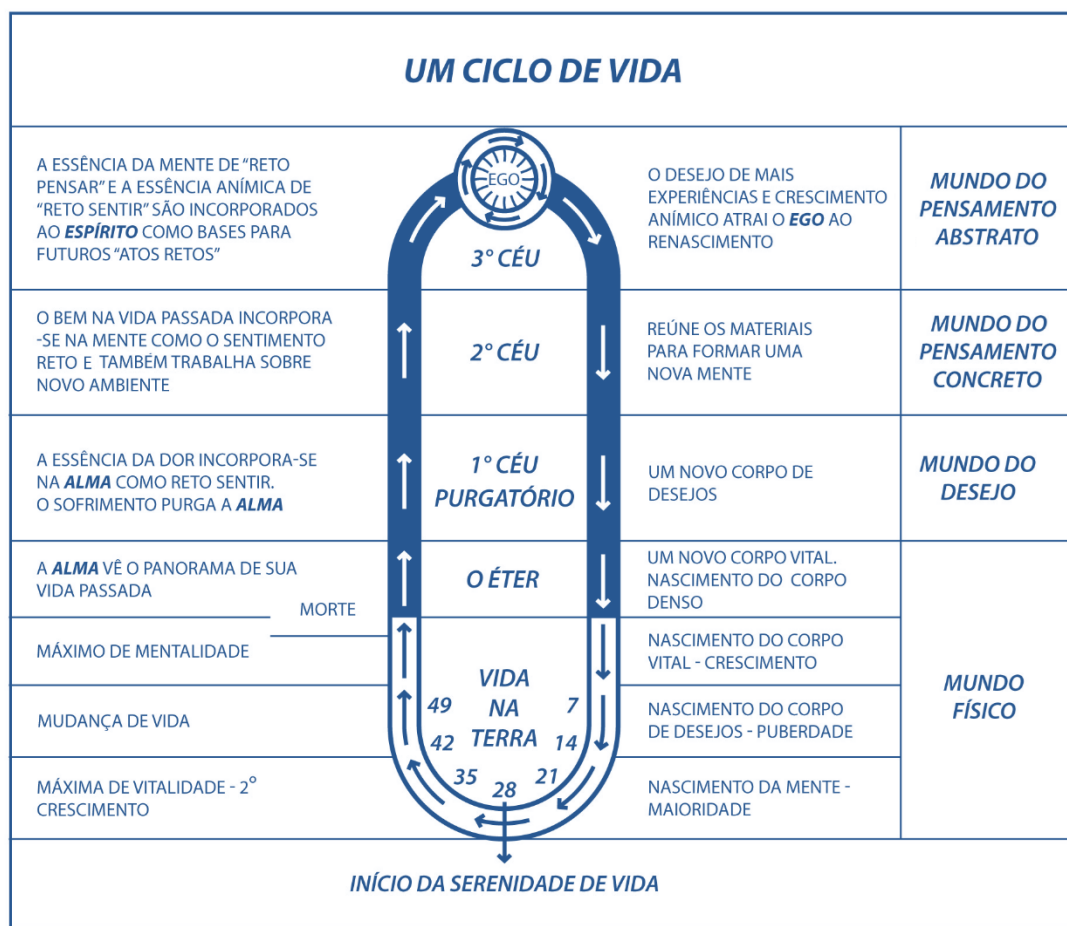 UM CICLO DE VIDA
A ESSÊNCIA DA MENTE DE "RETO
PENSAR" E A ESSÊNCIA ANÍMICA DE
"RETO SENTIR" SÃO INCORPORADOS
AO ESPÍRITO COMO BASES PARA
FUTUROS "ATOS RETOS"
EGO
3° CÉU
O DESEJO DE MAIS
EXPERIÊNCIAS E CRESCIMENTO
ANÍMICO ATRAI O EGO AO
RENASCIMENTO
MUNDO DO
PENSAMENTO
ABSTRATO
O BEM NA VIDA PASSADA INCORPORA
-SE NA MENTE COMO O SENTIMENTO
RETO E TAMBÉM TRABALHA SOBRE
NOVO AMBIENTE
2° CÉU
REÚNE OS MATERIAIS
PARA FORMAR UMA
NOVA MENTE
MUNDO DO
PENSAMENTO
CONCRETO
A ESSÊNCIA DA DOR INCORPORA-SE
NA ALMA COMO RETO SENTIR.
O SOFRIMENTO PURGA A ALMA
1° CÉU
PURGATÓRIO
UM NOVO CORPO DE
DESEJOS
MUNDO DO
DESEJO
A ALMA VÊ O PANORAMA DE SUA
VIDA PASSADA
MORTE
O ÉTER
UM NOVO CORPO VITAL.
NASCIMENTO DO CORPO
DENSO
MÁXIMO DE MENTALIDADE
VIDA
NA
TERRA
NASCIMENTO DO CORPO
VITAL - CRESCIMENTO
MUNDO
FÍSICO
MUDANÇA DE VIDA
49
42
35
28
21
14
7
NASCIMENTO DO CORPO
DE DESEJOS - PUBERDADE
MÁXIMA DE VITALIDADE - 2°
CRESCIMENTO
NASCIMENTO DA MENTE -
MAIORIDADE
INÍCIO DA SERENIDADE DE VIDA